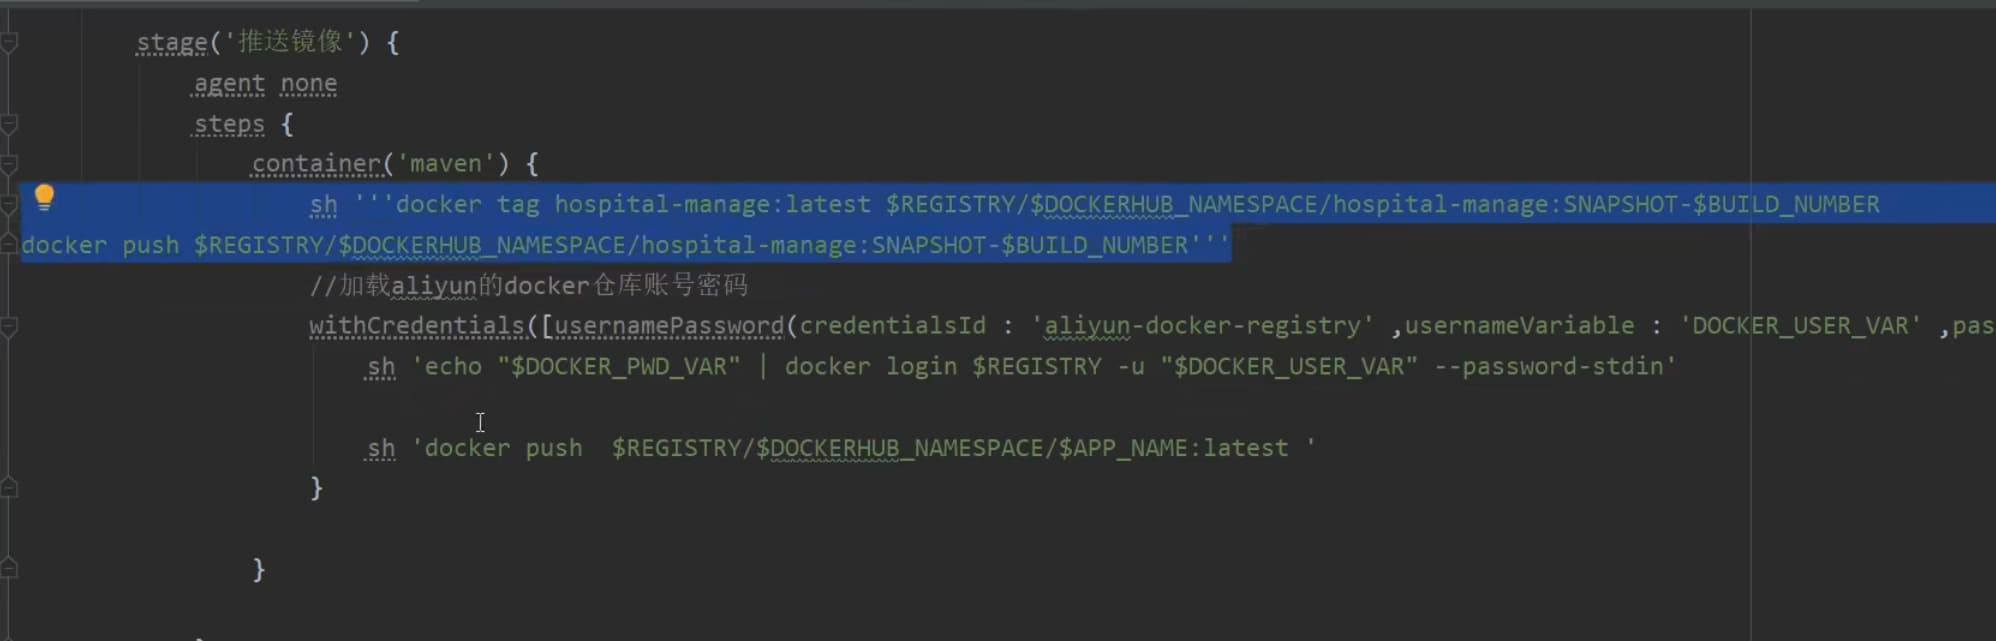 stage('推送镜像') {
agent none
steps {
container('maven') {
sh '''docker tag hospital-manage:latest $REGISTRY/$DOCKERHUB_NAMESPACE/hospital-manage:SNAPSHOT-$BUILD_NUMBER
docker push $REGISTRY/$DOCKERHUB_NAMESPACE/hospital-manage:SNAPSHOT-$BUILD_NUMBER'''
//加载aliyun的docker仓库账号密码
withCredentials([usernamePassword(credentialsId : 'aliyun-docker-registry' ,usernameVariable : 'DOCKER_USER_VAR' ,pas
sh 'echo "$DOCKER_PWD_VAR" | docker login $REGISTRY -u "$DOCKER_USER_VAR" --password-stdin'
sh 'docker push  $REGISTRY/$DOCKERHUB_NAMESPACE/$APP_NAME:latest '
}
}